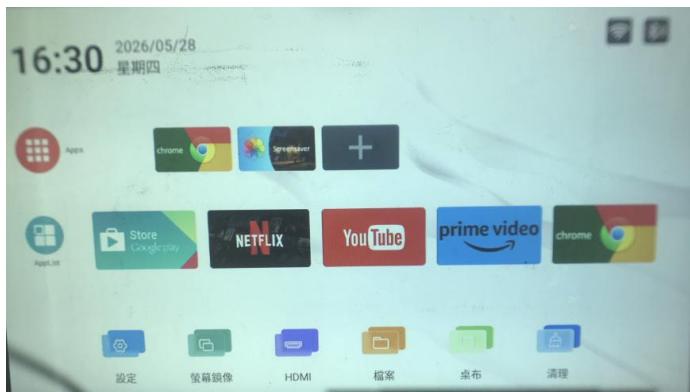 16:30
2026/05/28
星期四
Apps
chrome
Screensaver
AppList
Store
Google play
NETFLIX
YouTube
prime video
chrome
設定
螢幕鏡像
HDMI
檔案
桌布
清理